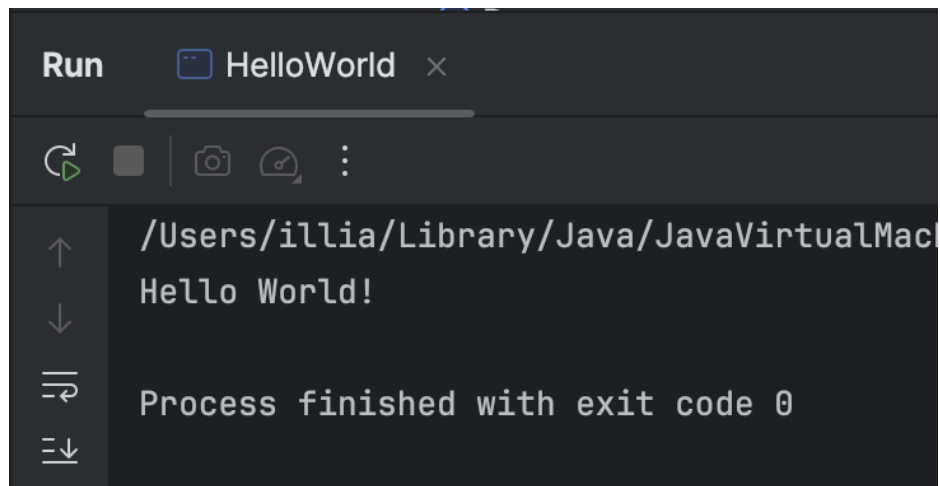 Run HelloWorld
/Users/illia/Library/Java/JavaVirtualMac
Hello World!
Process finished with exit code 0